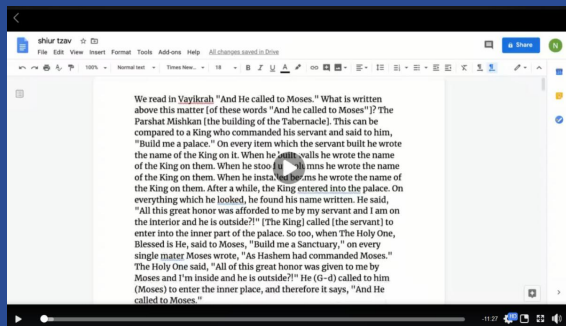 shiur tzav
File Edit View Insert Format Tools Add-ons Help All changes saved in Drive
Share
N
100% Normal text Times New... 18 B I U A
We read in Vayikrah "And He called to Moses." What is written
above this matter [of these words "And he called to Moses"]? The
Parshat Mishkan [the building of the Tabernacle]. This can be
compared to a King who commanded his servant and said to him,
"Build me a palace." On every item which the servant built he wrote
the name of the King on it. When he built walls he wrote the name
of the King on them. When he stood up columns he wrote the name
of the King on them. When he installed beams he wrote the name of
the King on them. After a while, the King entered into the palace. On
everything which he looked, he found his name written. He said,
"All this great honor was afforded to me by my servant and I am on
the interior and he is outside?!" [The King] called [the servant] to
enter into the inner part of the palace. So too, when The Holy One,
Blessed is He, said to Moses, "Build me a Sanctuary," on every
single mater Moses wrote, "As Hashem had commanded Moses."
The Holy One said, "All of this great honor was given to me by
Moses and I'm inside and he is outside?!" He (G-d) called to him
(Moses) to enter the inner place, and therefore it says, "And He
called to Moses."
-11:27
HD